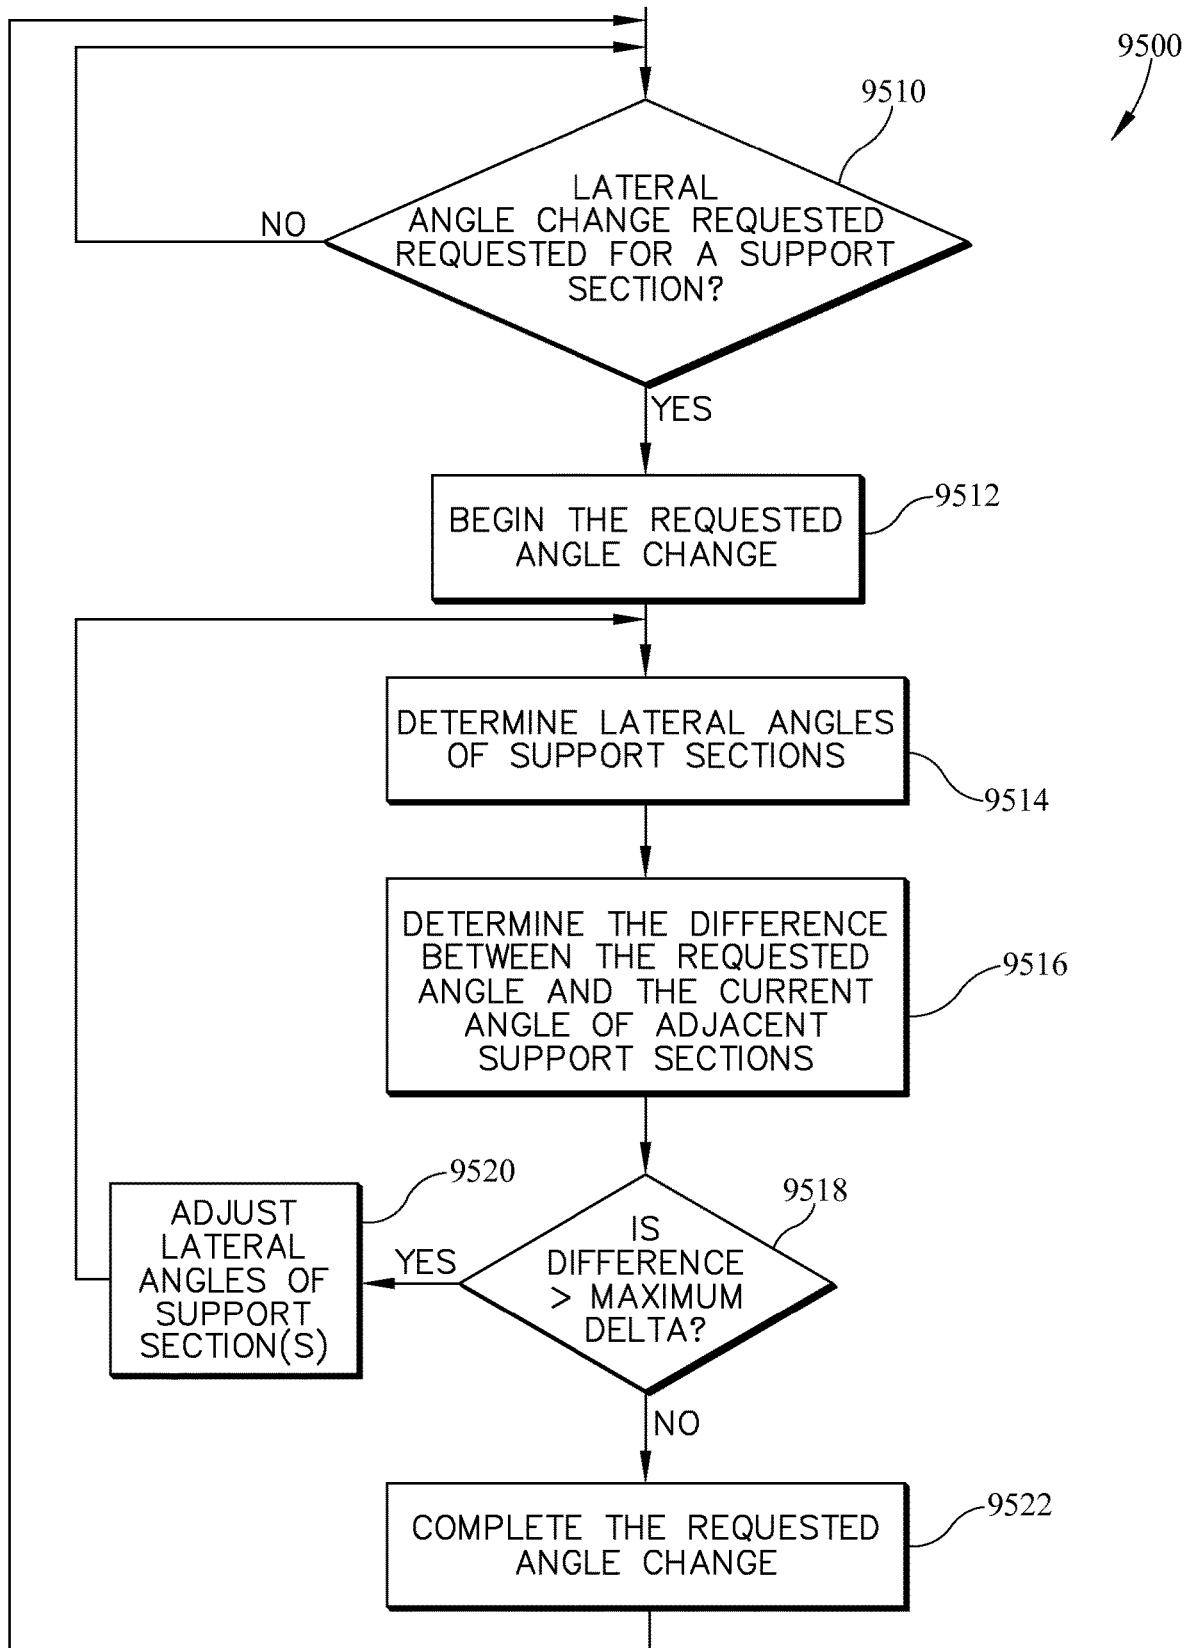 9500
9510
LATERAL
ANGLE CHANGE REQUESTED
REQUESTED FOR A SUPPORT
SECTION?
NO
YES
9512
BEGIN THE REQUESTED
ANGLE CHANGE
DETERMINE LATERAL ANGLES
OF SUPPORT SECTIONS
9514
DETERMINE THE DIFFERENCE
BETWEEN THE REQUESTED
ANGLE AND THE CURRENT
ANGLE OF ADJACENT
SUPPORT SECTIONS
9516
9518
IS
DIFFERENCE
> MAXIMUM
DELTA?
YES
9520
ADJUST
LATERAL
ANGLES OF
SUPPORT
SECTION(S)
NO
9522
COMPLETE THE REQUESTED
ANGLE CHANGE